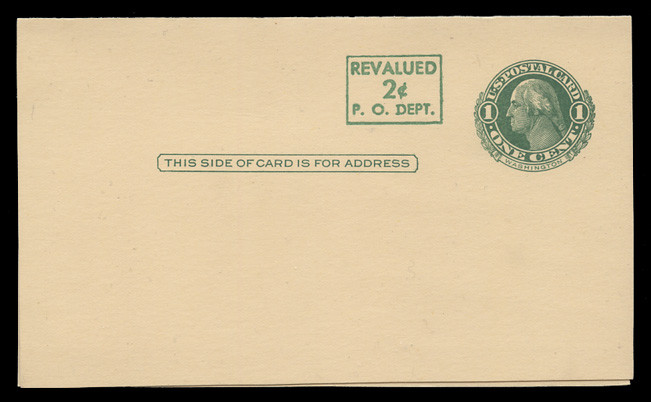 REVALUED
2¢
P. O. DEPT.
U·S·POSTAL CARD
1 1
·ONE CENT·
WASHINGTON
THIS SIDE OF CARD IS FOR ADDRESS